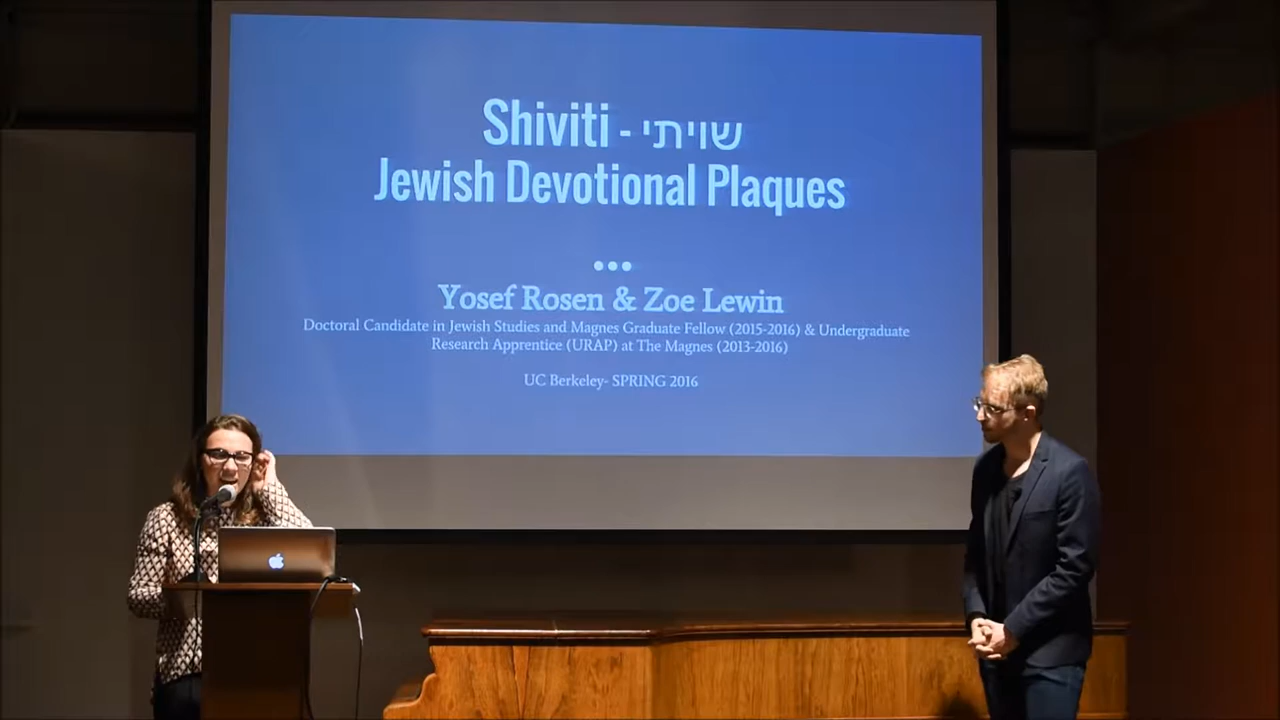 Shiviti - שויתי
Jewish Devotional Plaques
Yosef Rosen & Zoe Lewin
Doctoral Candidate in Jewish Studies and Magnes Graduate Fellow (2015-2016) & Undergraduate
Research Apprentice (URAP) at The Magnes (2013-2016)
UC Berkeley- SPRING 2016